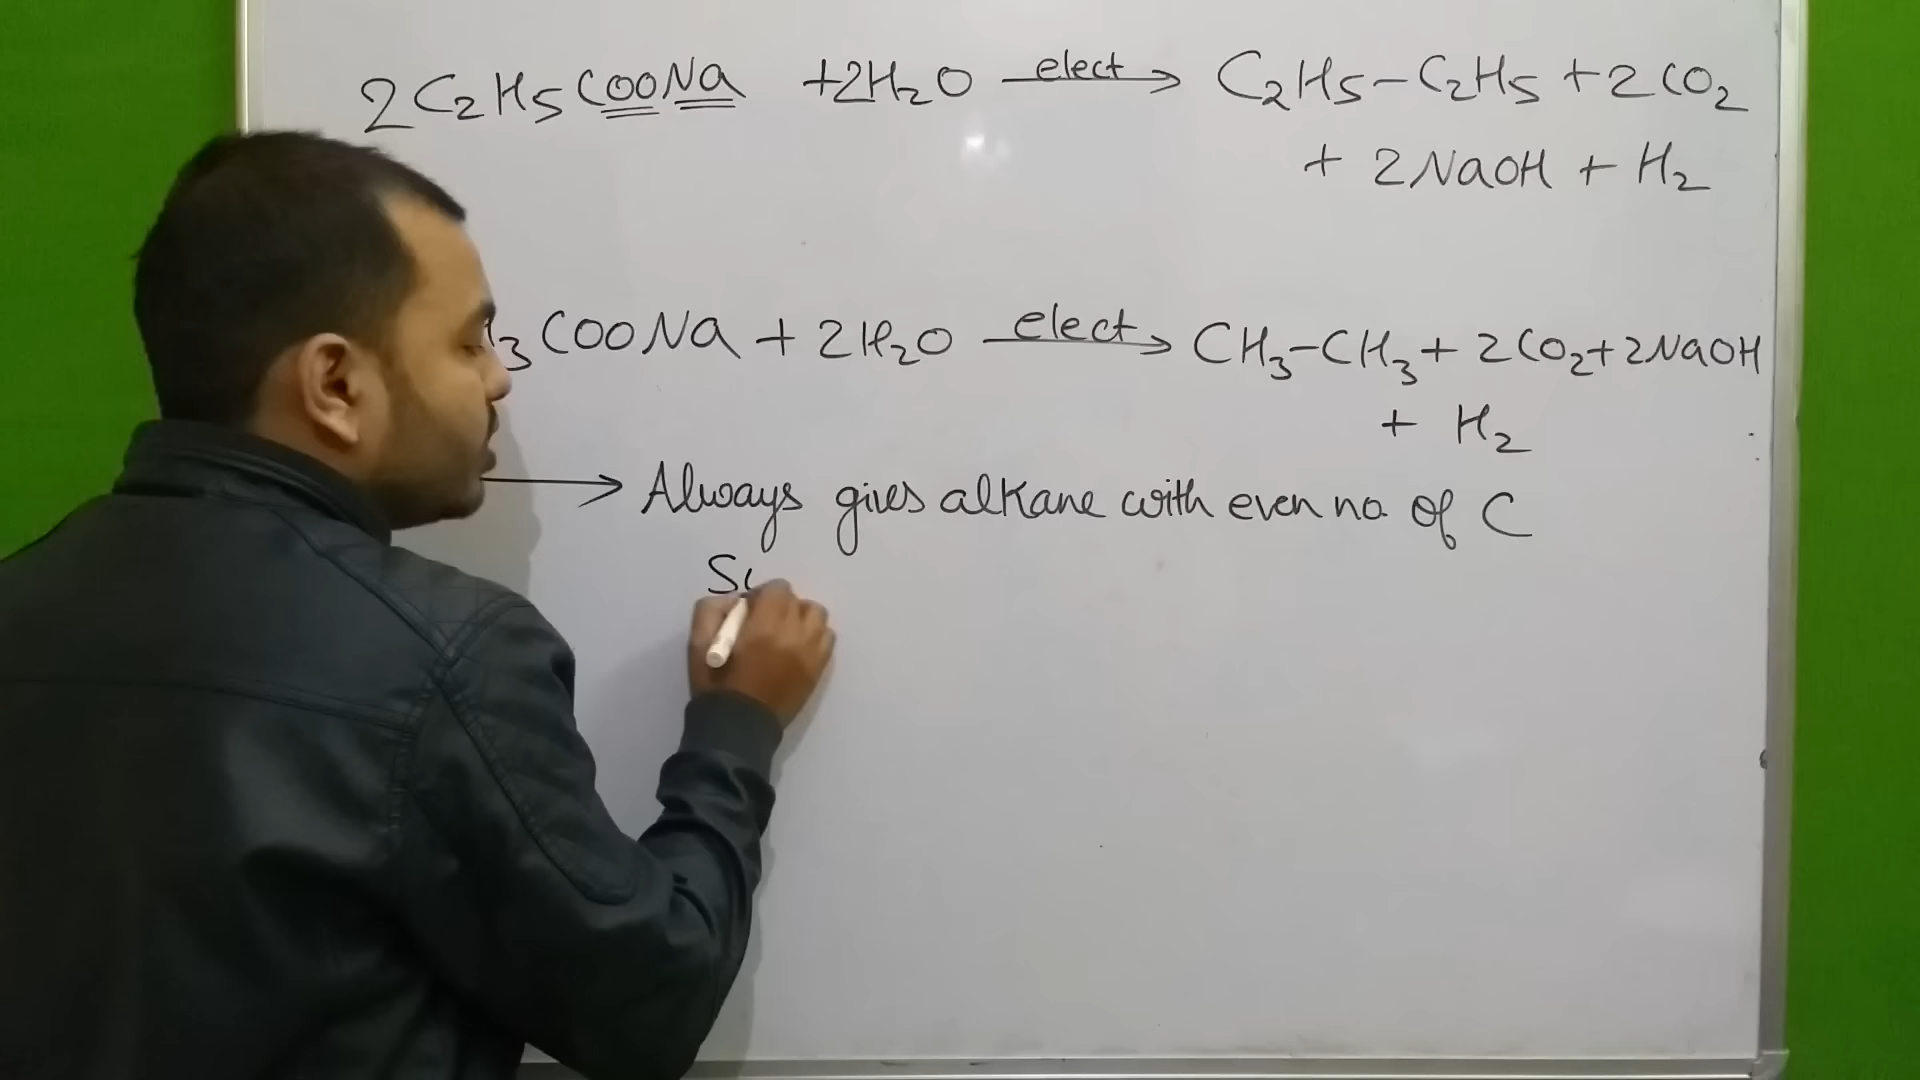 2C2H5COONa +2H2O elect → C2H5-C2H5 + 2CO2
+ 2NaOH + H2
3COONa + 2H2O elect → CH3-CH3 + 2CO2 + 2NaOH
+ H2
→ Always gives alkane with even no. of C